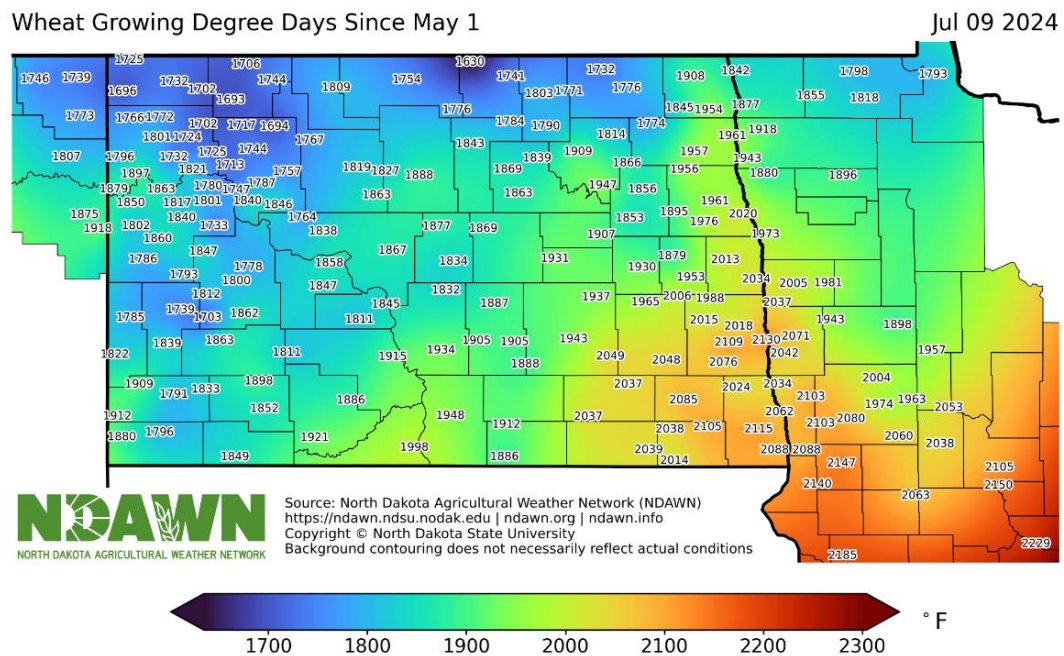 Wheat Growing Degree Days Since May 1 Jul 09 2024
1725 1706 1630
1746 1739 1732 1702 1744 1809 1754 1741 1732 1908 1842 1798 1793
1696 1693 1803 1771 1776 1855 1818
1773 1766 1772 1702 1717 1694 1776 1784 1790 1774 1845 1954 1877
1801 1724 1767 1843 1814 1961 1918
1807 1796 1732 1725 1744 1839 1909 1957 1943
1897 1821 1713 1757 1819 1827 1888 1869 1866 1956 1880 1896
1879 1863 1780 1747 1787 1863 1863 1947 1856
1850 1817 1801 1840 1846 1961
1875 1840 1764 1853 1895 1976 2020
1918 1802 1733 1838 1877 1869 1907 1973
1860 1847 1867
1786 1778 1858 1834 1931 1930 1879 2013
1793 1800 1847 1953 2034 2005 1981
1812 1832 1937 2006 1988
1785 1739 1703 1862 1811 1845 1887 1965 2037
2015 2018 1943 1898
1839 1863 1905 1905 1943 2109 2130 2071
1822 1811 1915 1934 1888 2049 2048 2076 2042 1957
1909 1791 1833 1898 2037 2024 2034 2004
1886 2085 2103 1974 1963 2053
1912 1852 1948 1912 2037 2062 2103 2080
1880 1796 1921 2038 2105 2115 2060 2038
1849 1998 1886 2039 2014 2088 2088 2147 2105
2140 2063 2150
2185 2229
NDAWN
NORTH DAKOTA AGRICULTURAL WEATHER NETWORK
Source: North Dakota Agricultural Weather Network (NDAWN)
https://ndawn.ndsu.nodak.edu | ndawn.org | ndawn.info
Copyright © North Dakota State University
Background contouring does not necessarily reflect actual conditions
°F
1700 1800 1900 2000 2100 2200 2300